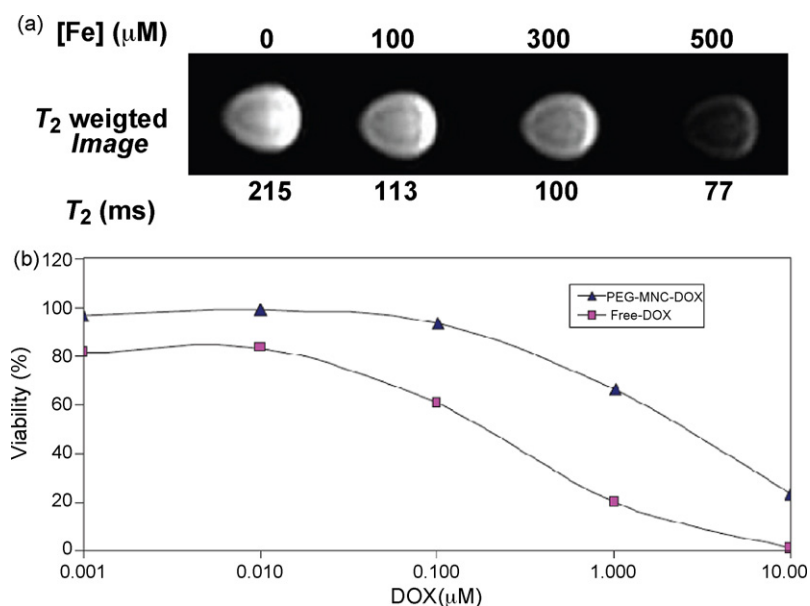 (a)
[Fe] (μM) 0 100 300 500
T2 weigted
Image
T2 (ms) 215 113 100 77
(b)
120
100
80
60
40
20
0
Viability (%)
PEG-MNC-DOX
Free-DOX
0.001 0.010 0.100 1.000 10.00
DOX(μM)